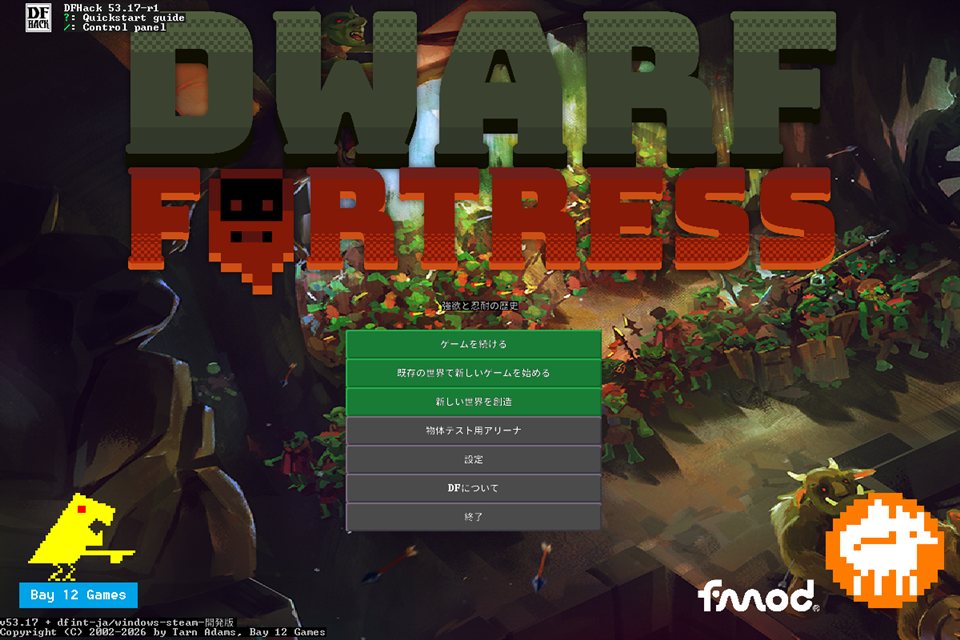 DF HACK
DFHack 53.17-r1
?: Quickstart guide
/: Control panel
DWARF
FORTRESS
強欲と忍耐の歴史
ゲームを続ける
既存の世界で新しいゲームを始める
新しい世界を創造
物体テスト用アリーナ
設定
DFについて
終了
Bay 12 Games
fmod®
v53.17 + dfint-ja/windows-steam-開発版
Copyright (C) 2002-2026 by Tarn Adams, Bay 12 Games